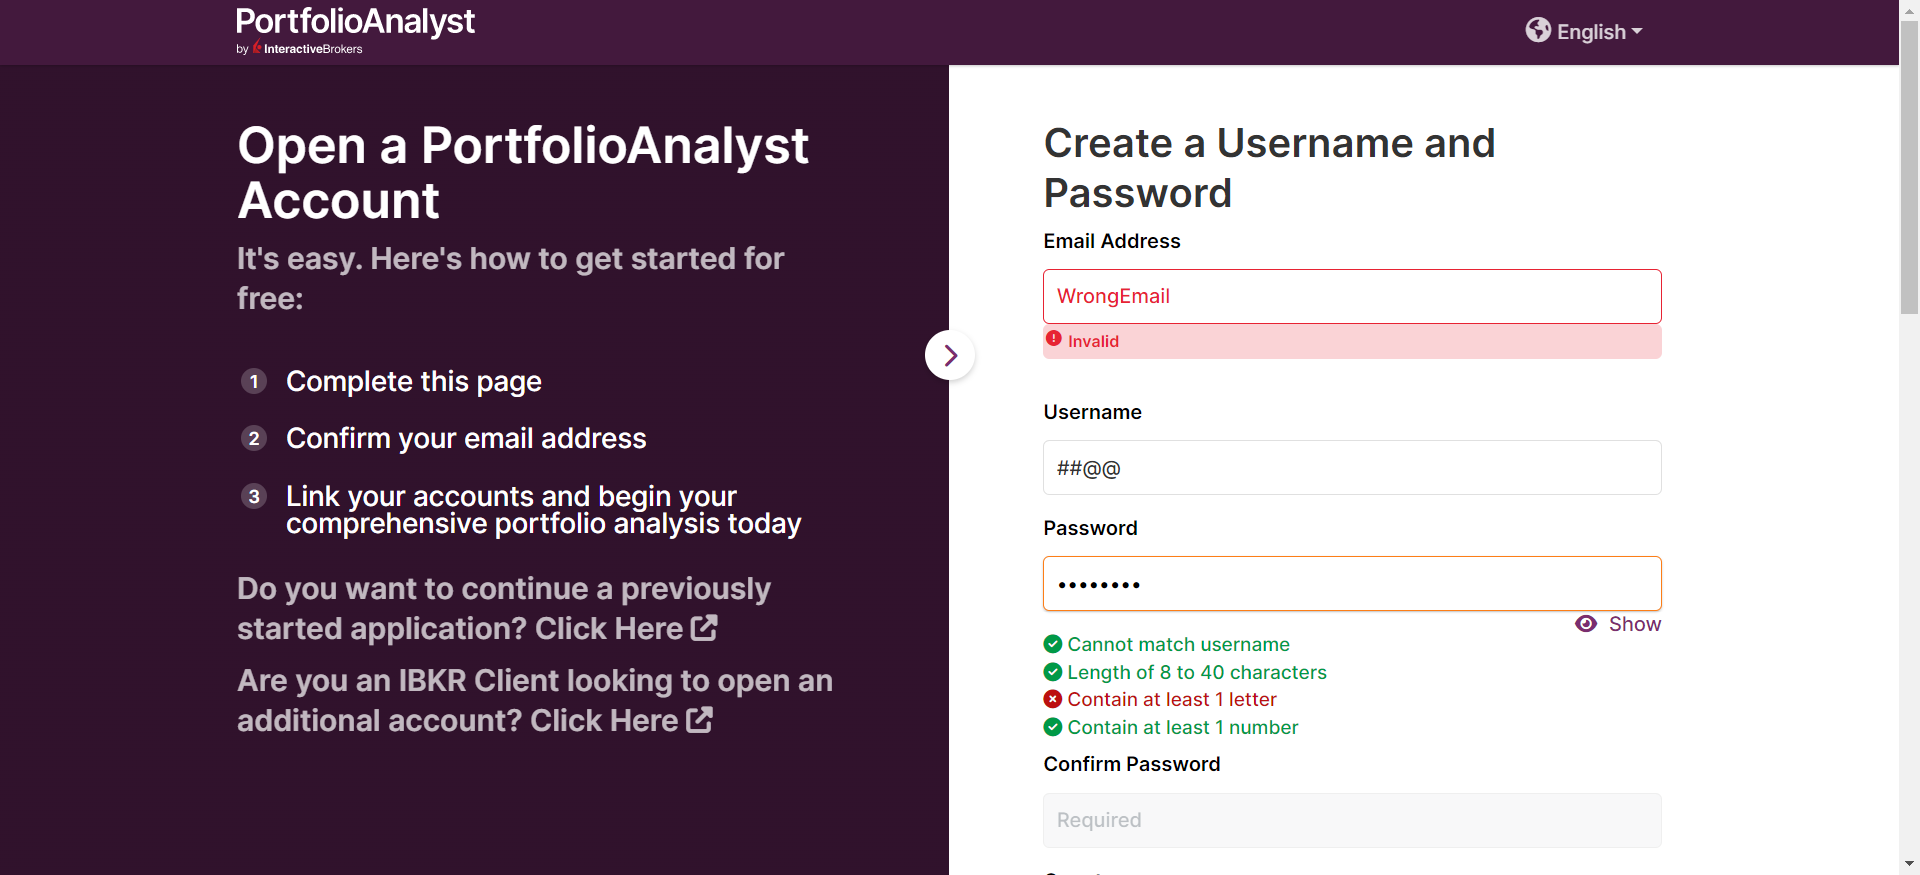 PortfolioAnalyst
by InteractiveBrokers
English
Open a PortfolioAnalyst
Account
It's easy. Here's how to get started for
free:
1 Complete this page
2 Confirm your email address
3 Link your accounts and begin your
comprehensive portfolio analysis today
Do you want to continue a previously
started application? Click Here
Are you an IBKR Client looking to open an
additional account? Click Here
Create a Username and
Password
Email Address
WrongEmail
Invalid
Username
##@@
Password
••••••••
Show
Cannot match username
Length of 8 to 40 characters
Contain at least 1 letter
Contain at least 1 number
Confirm Password
Required